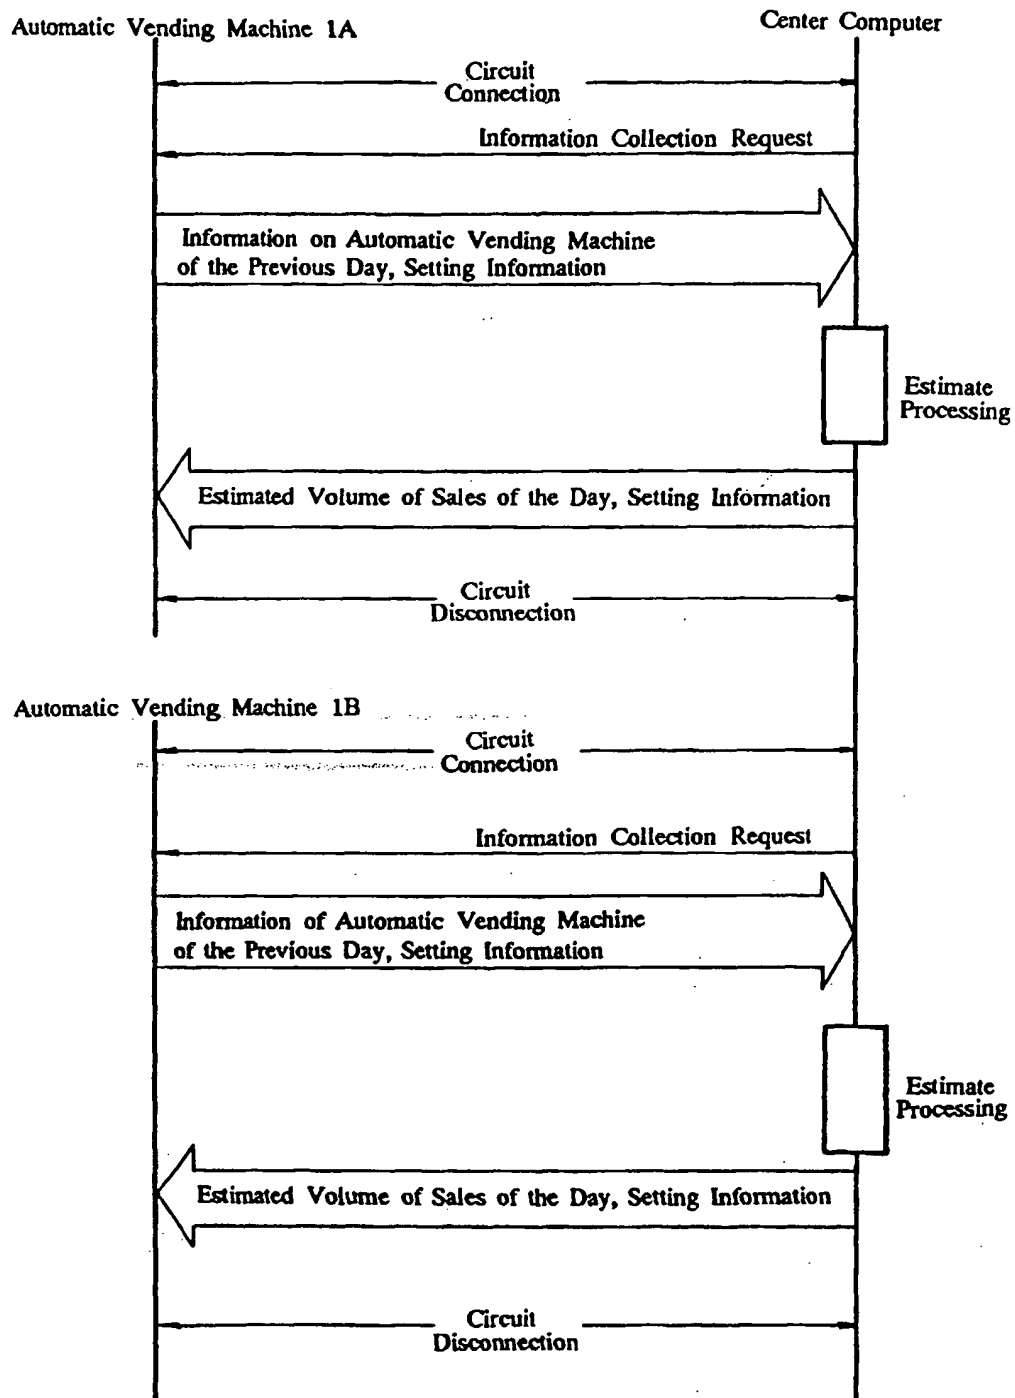 Automatic Vending Machine 1A
Center Computer
Circuit
Connection
Information Collection Request
Information on Automatic Vending Machine
of the Previous Day, Setting Information
Estimate
Processing
Estimated Volume of Sales of the Day, Setting Information
Circuit
Disconnection
Automatic Vending Machine 1B
Circuit
Connection
Information Collection Request
Information of Automatic Vending Machine
of the Previous Day, Setting Information
Estimate
Processing
Estimated Volume of Sales of the Day, Setting Information
Circuit
Disconnection